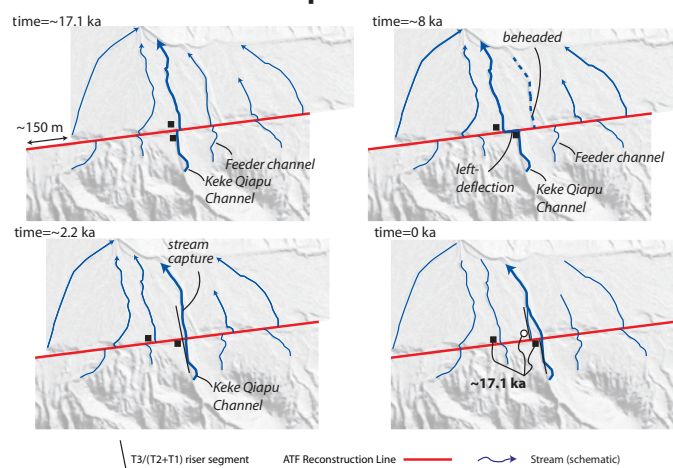 time=~17.1 ka
~150 m
Feeder channel
Keke Qiapu
Channel
time=~8 ka
beheaded
left-
deflection
Feeder channel
Keke Qiapu
Channel
time=~2.2 ka
stream
capture
Keke Qiapu
Channel
time=0 ka
~17.1 ka
T3/(T2+T1) riser segment
ATF Reconstruction Line
Stream (schematic)